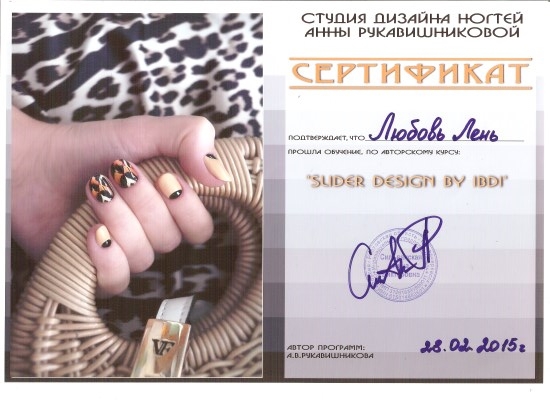 СТУДИЯ ДИЗАЙНА НОГТЕЙ
АННЫ РУКАВИШНИКОВОЙ
СЕРТИФИКАТ
ПОДТВЕРЖДАЕТ, ЧТО Любовь Лень
ПРОШЛА ОБУЧЕНИЕ, ПО АВТОРСКОМУ КУРСУ:
"SLIDER DESIGN BY IBDI"
АВТОР ПРОГРАММ:
А.В.РУКАВИШНИКОВА
28.02.2015г
VF